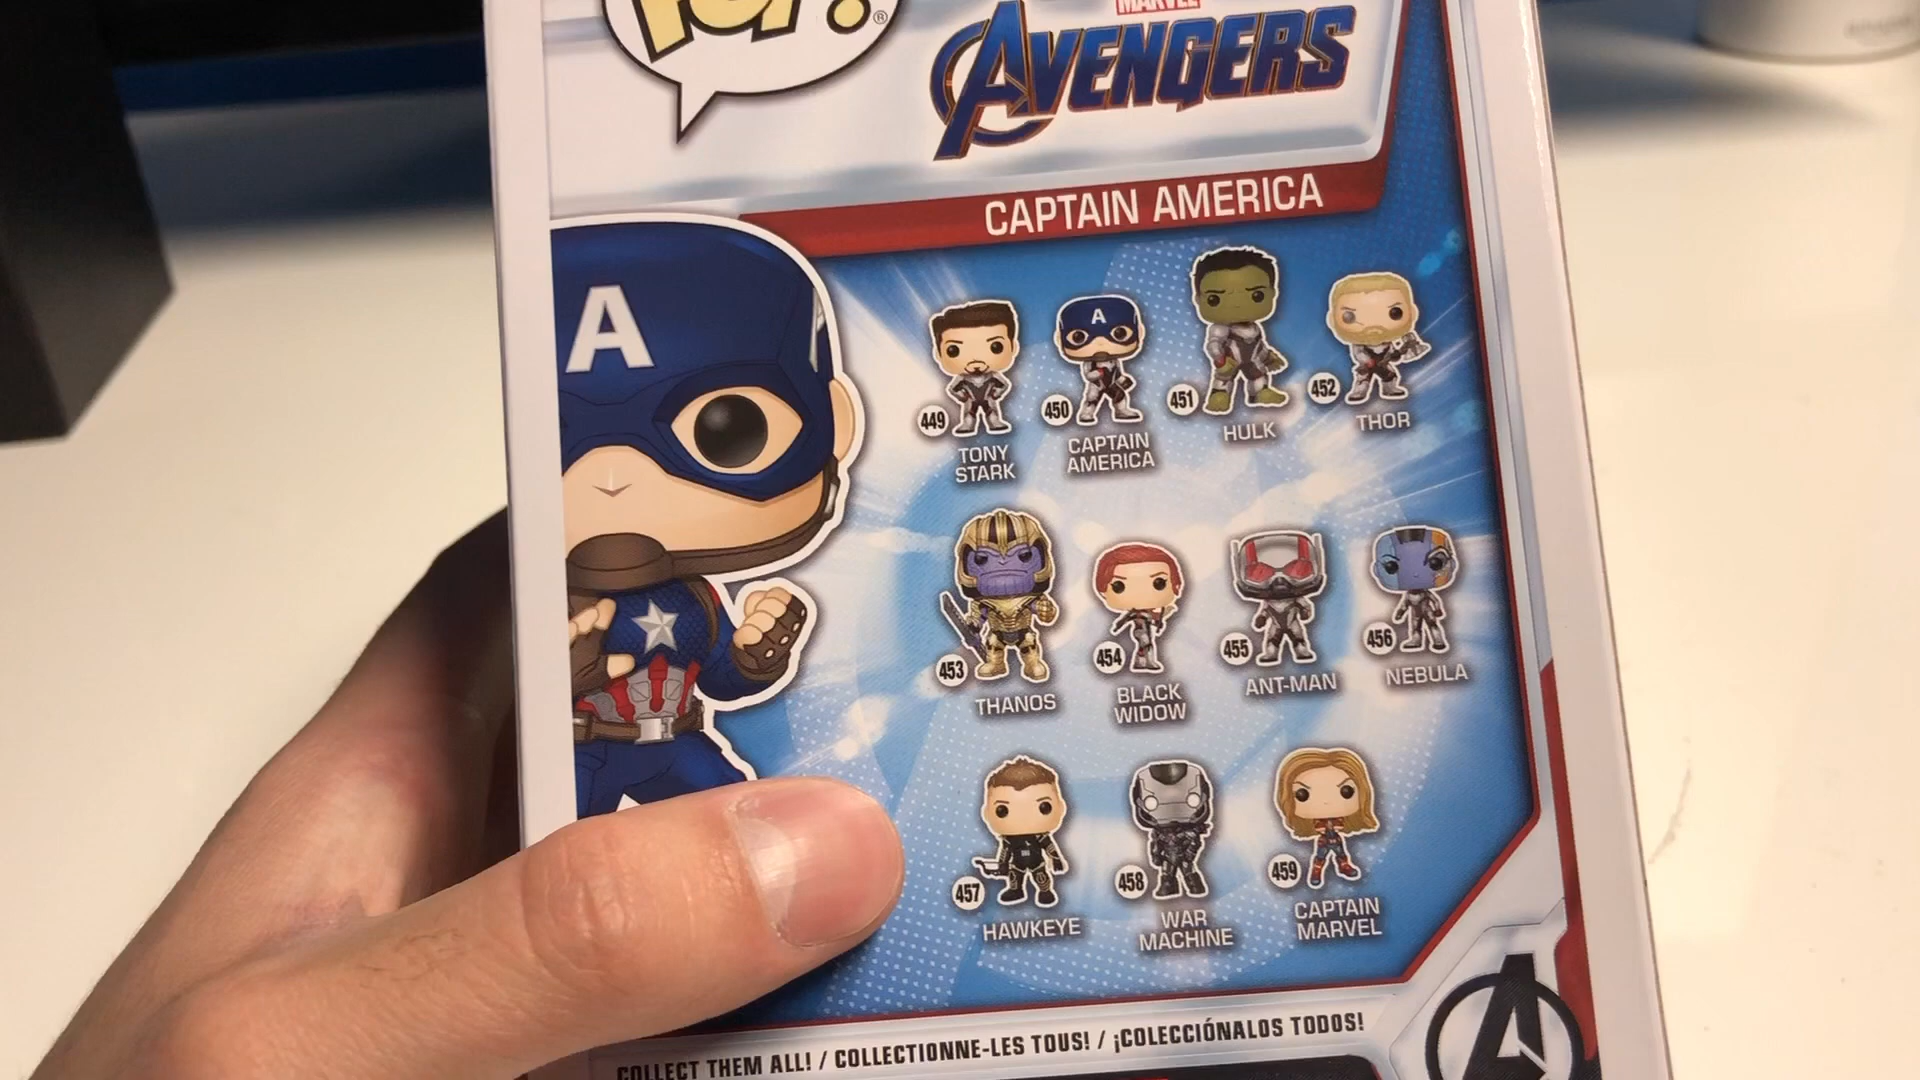 POP! ®
MARVEL
AVENGERS
CAPTAIN AMERICA
A
A
449
TONY
STARK
450
CAPTAIN
AMERICA
451
HULK
452
THOR
453
THANOS
454
BLACK
WIDOW
455
ANT-MAN
456
NEBULA
457
HAWKEYE
458
WAR
MACHINE
459
CAPTAIN
MARVEL
COLLECT THEM ALL! / COLLECTIONNE-LES TOUS! / ¡COLECCIÓNALOS TODOS!